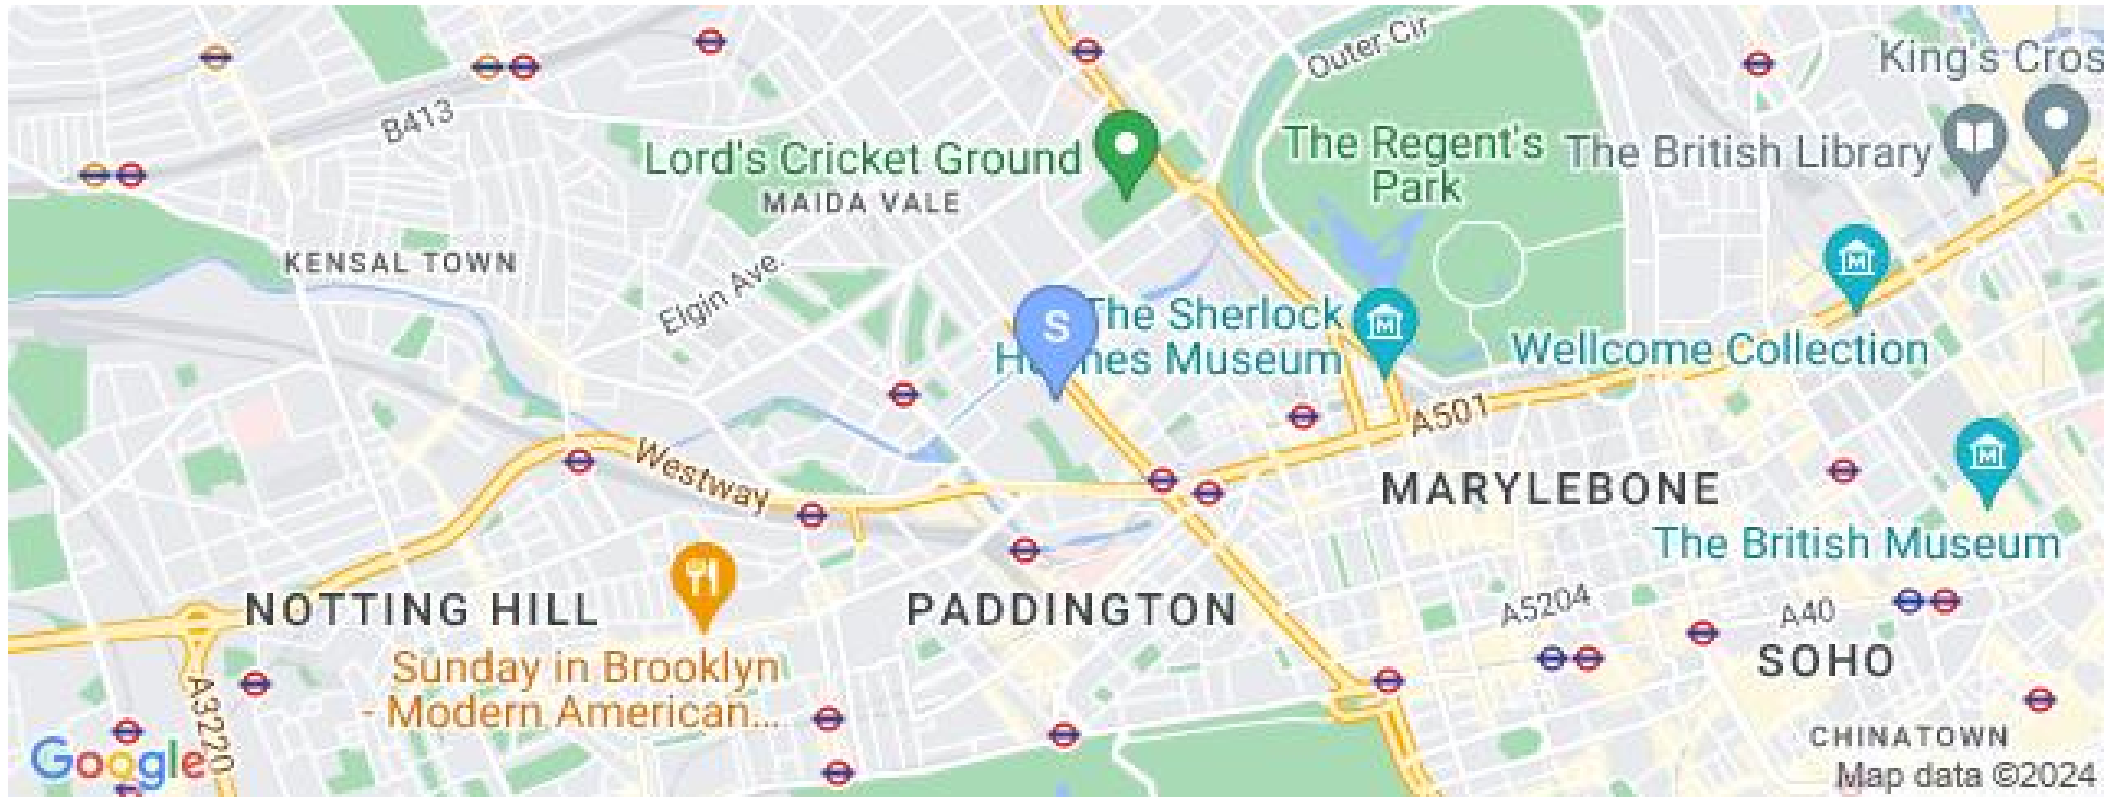 Outer Cir
King's Cros
B413
Lord's Cricket Ground
The Regent's
Park
The British Library
MAIDA VALE
KENSAL TOWN
Elgin Ave.
S
The Sherlock
H mes Museum
Wellcome Collection
A501
Westway
MARYLEBONE
The British Museum
NOTTING HILL
PADDINGTON
A5204
A40
SOHO
Sunday in Brooklyn
- Modern American...
A3220
CHINATOWN
Google
Map data ©2024